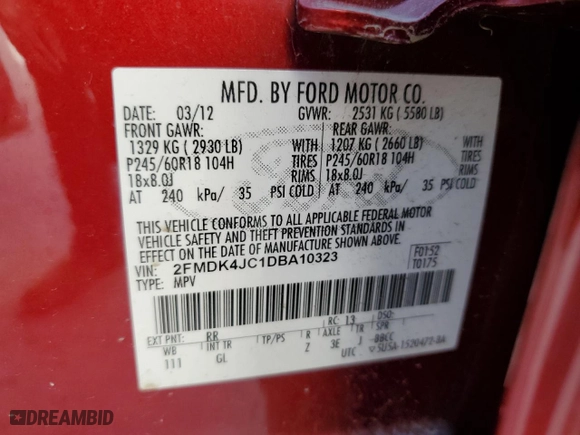 MFD. BY FORD MOTOR CO.
DATE: 03/12 GVWR: 2531 KG ( 5580 LB)
FRONT GAWR: REAR GAWR:
1329 KG ( 2930 LB) WITH 1207 KG ( 2660 LB) WITH
P245/60R18 104H TIRES P245/60R18 104H TIRES
18x8.0J RIMS 18x8.0J RIMS
AT 240 kPa/ 35 PSI COLD AT 240 kPa/ 35 PSI COLD
THIS VEHICLE CONFORMS TO ALL APPLICABLE FEDERAL MOTOR
VEHICLE SAFETY AND THEFT PREVENTION STANDARDS IN EFFECT
ON THE DATE OF MANUFACTURE SHOWN ABOVE.
VIN: 2FMDK4JC1DBA10323 F0152
TYPE: MPV T0175
EXT PNT: RR RC: 13 DSO:
WB INT TR TP/PS R AXLE TR SPR
111 GL Z 3E J BBCC
UTC
DREAMBID